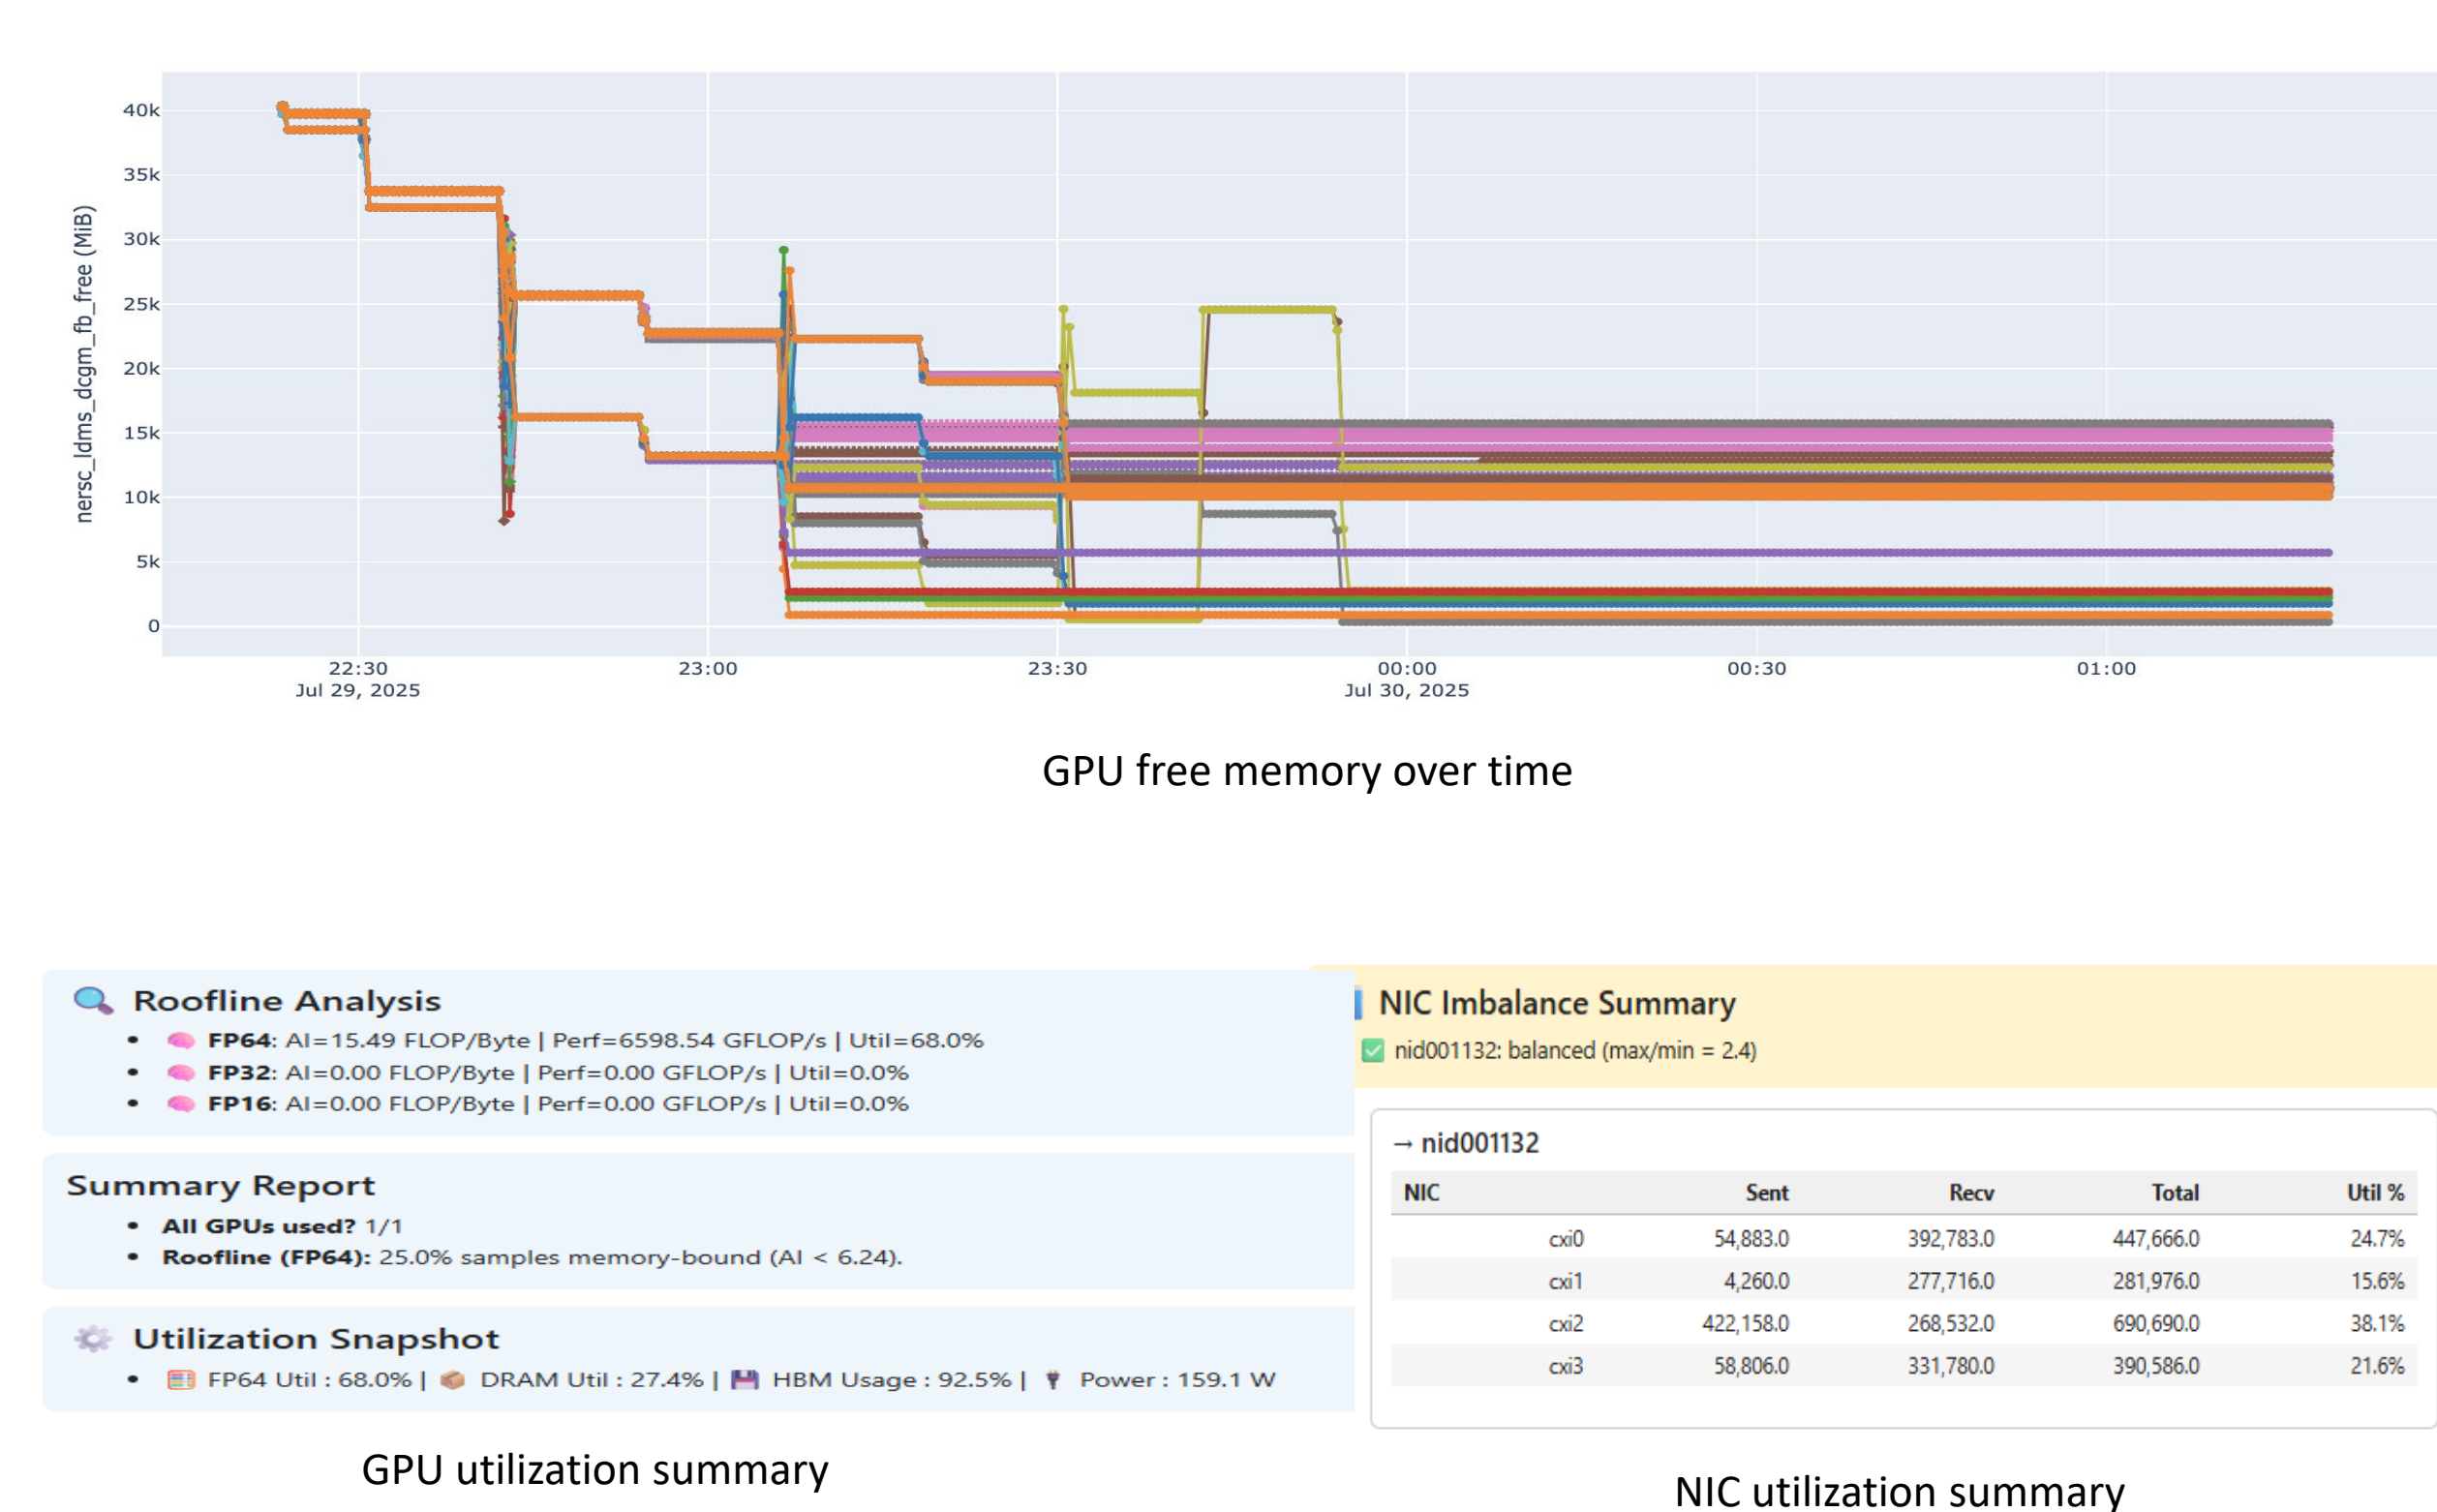 40k
35k
30k
25k
20k
15k
10k
5k
0
nersc_ldms_dcgm_fb_free (MiB)
22:30 23:00 23:30 00:00 00:30 01:00
Jul 29, 2025 Jul 30, 2025
GPU free memory over time
Roofline Analysis
• FP64: AI=15.49 FLOP/Byte | Perf=6598.54 GFLOP/s | Util=68.0%
• FP32: AI=0.00 FLOP/Byte | Perf=0.00 GFLOP/s | Util=0.0%
• FP16: AI=0.00 FLOP/Byte | Perf=0.00 GFLOP/s | Util=0.0%
Summary Report
• All GPUs used? 1/1
• Roofline (FP64): 25.0% samples memory-bound (AI < 6.24).
Utilization Snapshot
• FP64 Util : 68.0% | DRAM Util : 27.4% | HBM Usage : 92.5% | Power : 159.1 W
GPU utilization summary
NIC Imbalance Summary
nid001132: balanced (max/min = 2.4)
→ nid001132
NIC Sent Recv Total Util %
cxi0 54,883.0 392,783.0 447,666.0 24.7%
cxi1 4,260.0 277,716.0 281,976.0 15.6%
cxi2 422,158.0 268,532.0 690,690.0 38.1%
cxi3 58,806.0 331,780.0 390,586.0 21.6%
NIC utilization summary